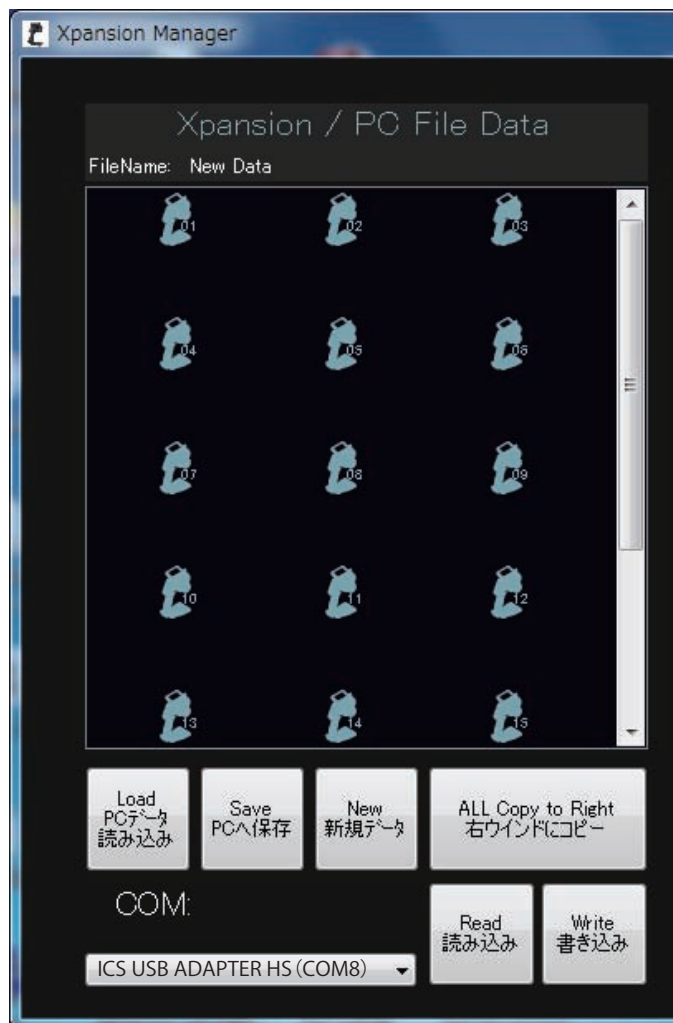 Xpansion Manager
Xpansion / PC File Data
FileName: New Data
01 02 03
04 05 06
07 08 09
10 11 12
13 14 15
Load
PCデータ
読み込み
Save
PCへ保存
New
新規データ
ALL Copy to Right
右ウインドにコピー
COM:
Read
読み込み
Write
書き込み
ICS USB ADAPTER HS (COM8)